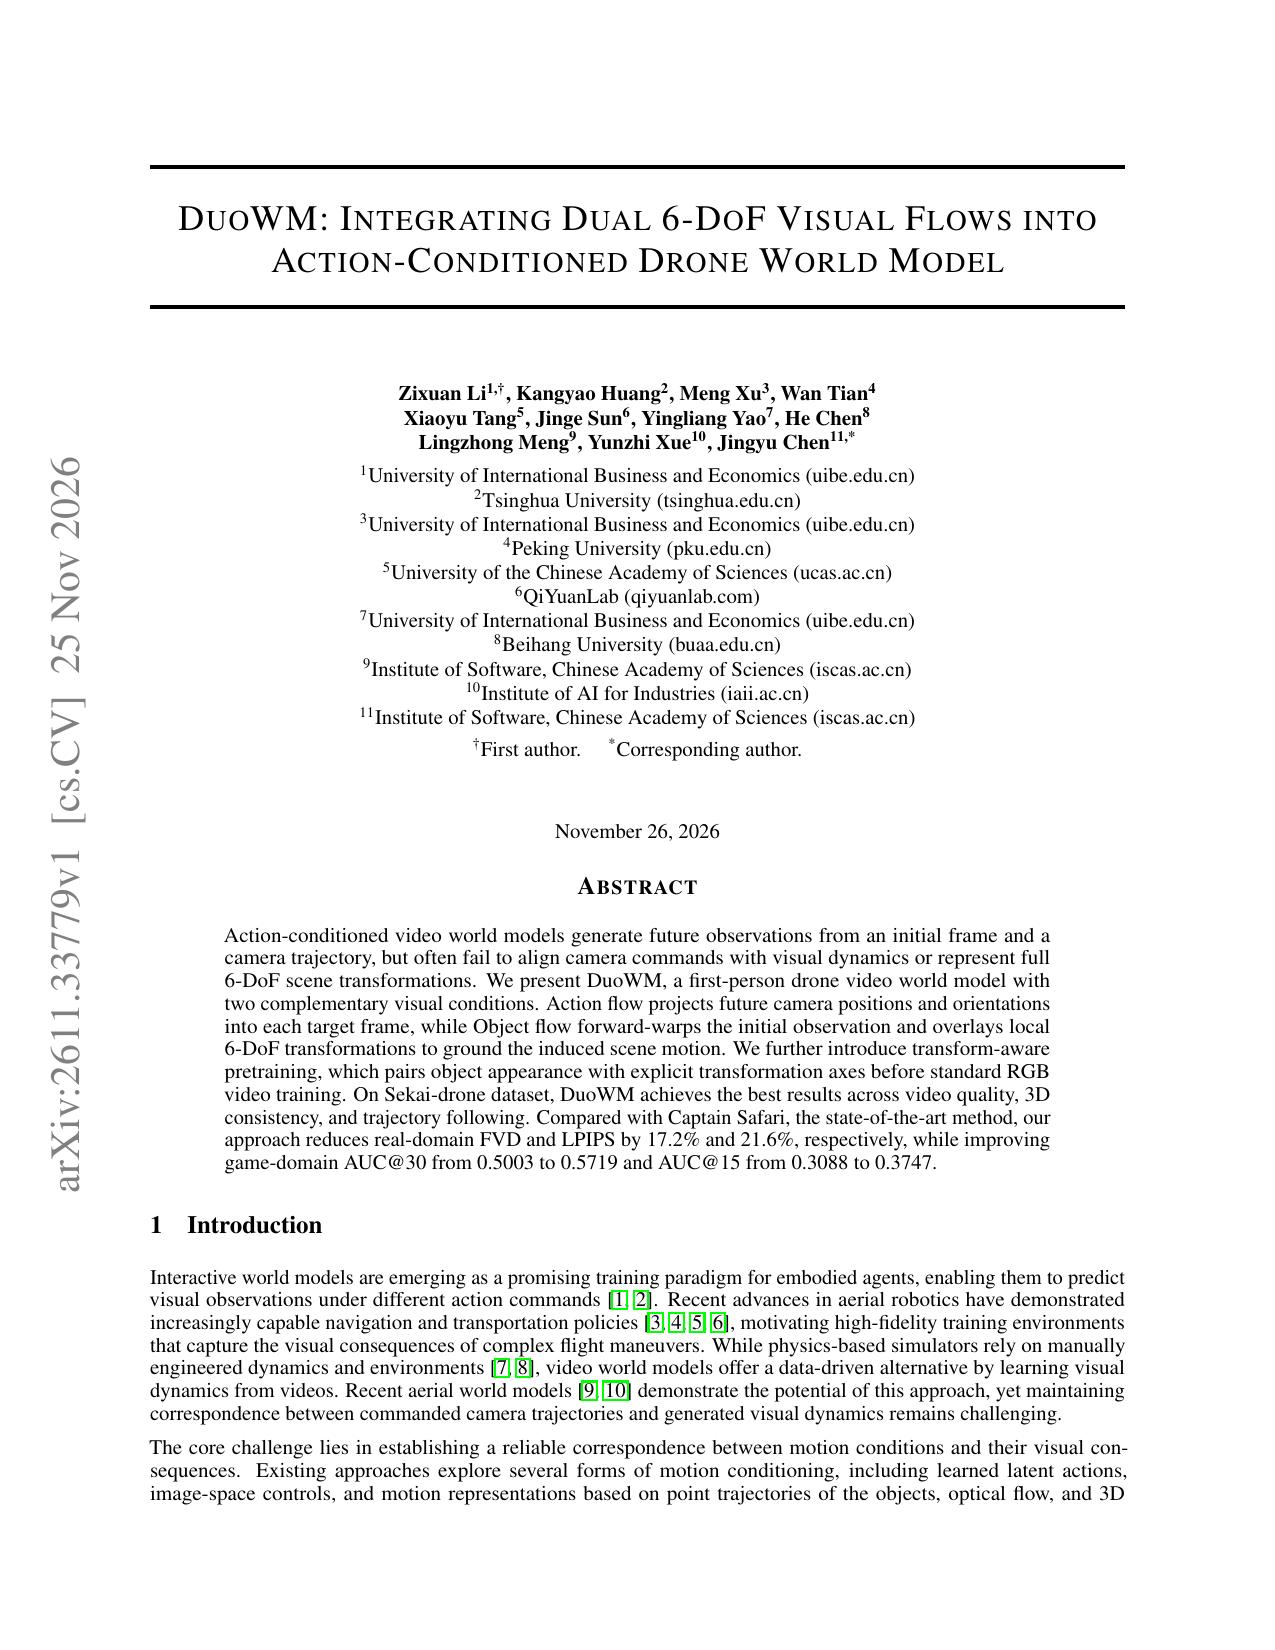 DUOWM: INTEGRATING DUAL 6-DOF VISUAL FLOWS INTO
ACTION-CONDITIONED DRONE WORLD MODEL
Zixuan Li1,†, Kangyao Huang2, Meng Xu3, Wan Tian4
Xiaoyu Tang5, Jinge Sun6, Yingliang Yao7, He Chen8
Lingzhong Meng9, Yunzhi Xue10, Jingyu Chen11,*
1University of International Business and Economics (uibe.edu.cn)
2Tsinghua University (tsinghua.edu.cn)
3University of International Business and Economics (uibe.edu.cn)
4Peking University (pku.edu.cn)
5University of the Chinese Academy of Sciences (ucas.ac.cn)
6QiYuanLab (qiyuanlab.com)
7University of International Business and Economics (uibe.edu.cn)
8Beihang University (buaa.edu.cn)
9Institute of Software, Chinese Academy of Sciences (iscas.ac.cn)
10Institute of AI for Industries (iaii.ac.cn)
11Institute of Software, Chinese Academy of Sciences (iscas.ac.cn)
†First author. *Corresponding author.
November 26, 2026
ABSTRACT
Action-conditioned video world models generate future observations from an initial frame and a
camera trajectory, but often fail to align camera commands with visual dynamics or represent full
6-DoF scene transformations. We present DuoWM, a first-person drone video world model with
two complementary visual conditions. Action flow projects future camera positions and orientations
into each target frame, while Object flow forward-warps the initial observation and overlays local
6-DoF transformations to ground the induced scene motion. We further introduce transform-aware
pretraining, which pairs object appearance with explicit transformation axes before standard RGB
video training. On Sekai-drone dataset, DuoWM achieves the best results across video quality, 3D
consistency, and trajectory following. Compared with Captain Safari, the state-of-the-art method, our
approach reduces real-domain FVD and LPIPS by 17.2% and 21.6%, respectively, while improving
game-domain AUC@30 from 0.5003 to 0.5719 and AUC@15 from 0.3088 to 0.3747.
1 Introduction
Interactive world models are emerging as a promising training paradigm for embodied agents, enabling them to predict
visual observations under different action commands [1, 2]. Recent advances in aerial robotics have demonstrated
increasingly capable navigation and transportation policies [3, 4, 5, 6], motivating high-fidelity training environments
that capture the visual consequences of complex flight maneuvers. While physics-based simulators rely on manually
engineered dynamics and environments [7, 8], video world models offer a data-driven alternative by learning visual
dynamics from videos. Recent aerial world models [9, 10] demonstrate the potential of this approach, yet maintaining
correspondence between commanded camera trajectories and generated visual dynamics remains challenging.
The core challenge lies in establishing a reliable correspondence between motion conditions and their visual con-
sequences. Existing approaches explore several forms of motion conditioning, including learned latent actions,
image-space controls, and motion representations based on point trajectories of the objects, optical flow, and 3D
arXiv:2611.33779v1 [cs.CV] 25 Nov 2026